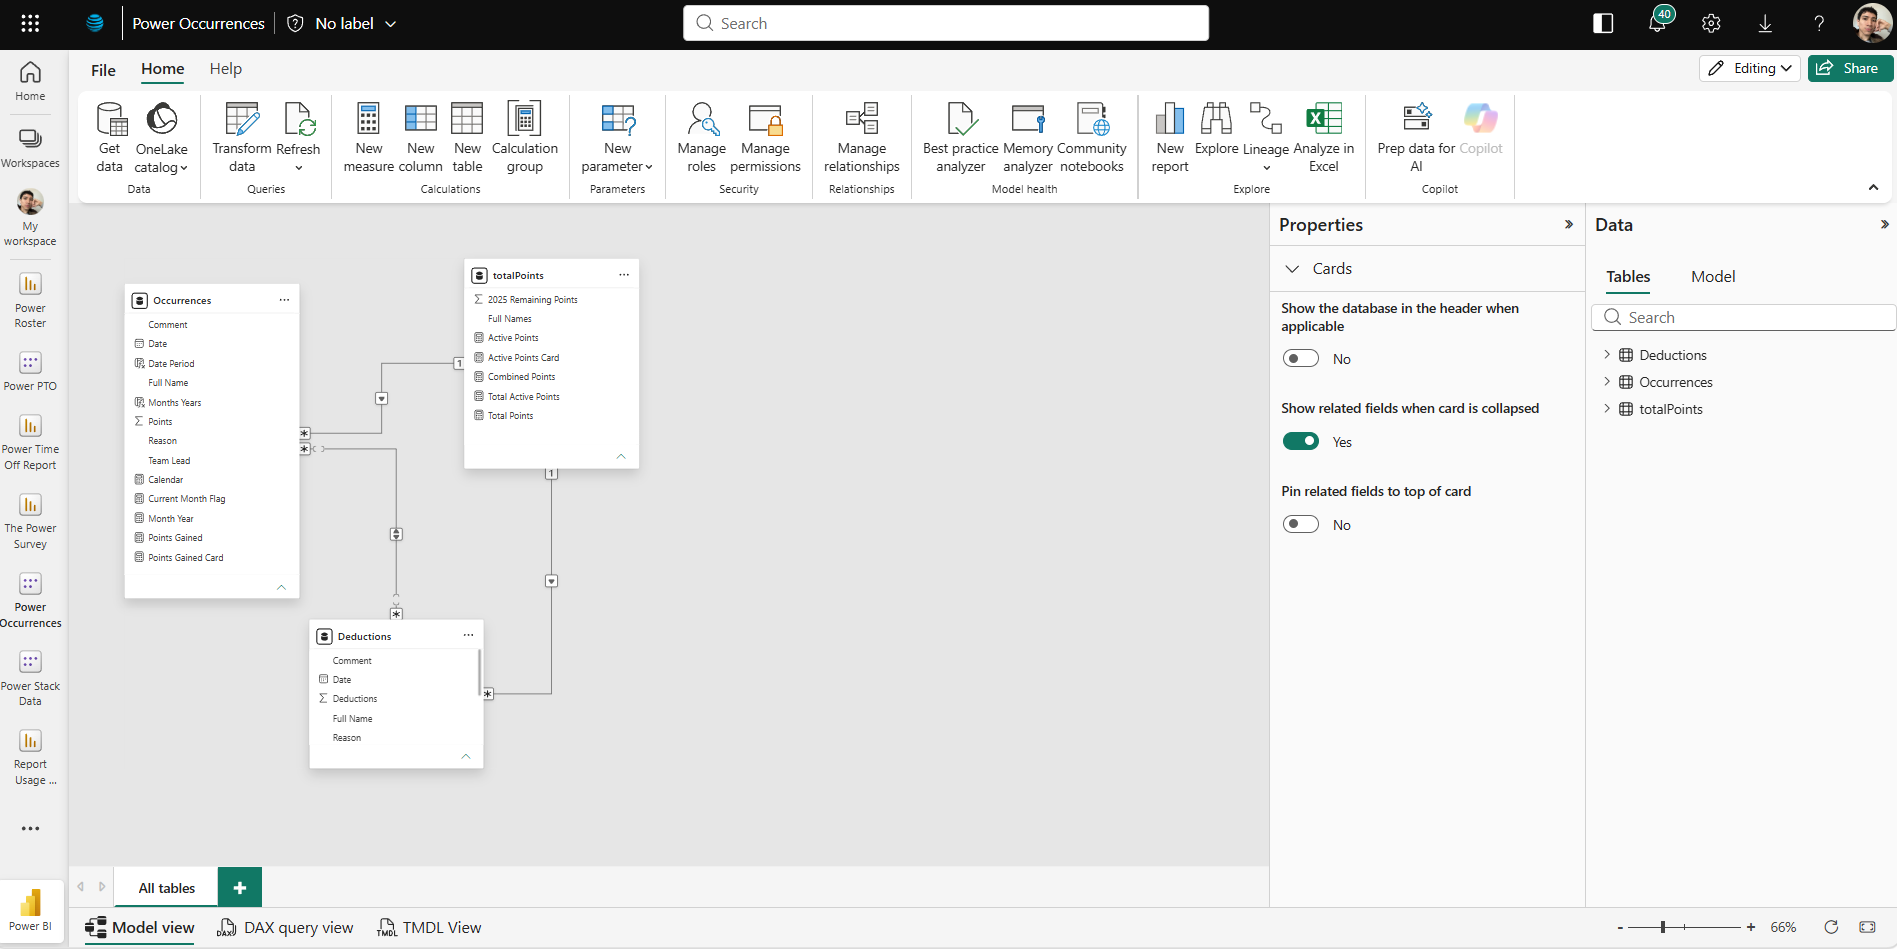 Power Occurrences
No label
Search
40
?
File
Home
Help
Editing
Share
Get data
OneLake catalog
Data
Transform data
Refresh
Queries
New measure
New column
New table
Calculation group
Calculations
New parameter
Parameters
Manage roles
Manage permissions
Security
Manage relationships
Relationships
Best practice analyzer
Memory analyzer
Community notebooks
Model health
New report
Explore
Lineage
Analyze in Excel
Explore
Prep data for AI
Copilot
Copilot
Home
Workspaces
My workspace
Power Roster
Power PTO
Power Time Off Report
The Power Survey
Power Occurrences
Power Stack Data
Report Usage ...
Power BI
Occurrences
Comment
Date
Date Period
Full Name
Months Years
Points
Reason
Team Lead
Calendar
Current Month Flag
Month Year
Points Gained
Points Gained Card
totalPoints
2025 Remaining Points
Full Names
Active Points
Active Points Card
Combined Points
Total Active Points
Total Points
1
*
*
1
*
*
Deductions
Comment
Date
Deductions
Full Name
Reason
Properties
Cards
Show the database in the header when
applicable
No
Show related fields when card is collapsed
Yes
Pin related fields to top of card
No
Data
Tables
Model
Search
Deductions
Occurrences
totalPoints
All tables
+
Model view
DAX
DAX query view
TMDL
TMDL View
-
+
66%